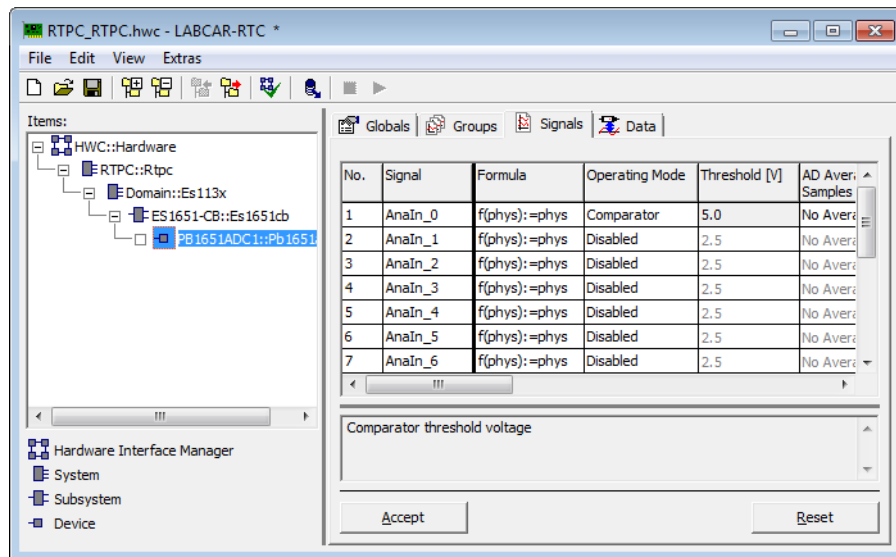 RTPC_RTPC.hwc - LABCAR-RTC *
File Edit View Extras
Items:
HWC::Hardware
RTPC::Rtpc
Domain::Es113x
ES1651-CB::Es1651cb
PB1651ADC1::Pb1651
Hardware Interface Manager
System
Subsystem
Device
Globals Groups Signals Data
No. Signal Formula Operating Mode Threshold [V] AD Avera
Samples
1 AnaIn_0 f(phys):=phys Comparator 5.0 No Avera
2 AnaIn_1 f(phys):=phys Disabled 2.5 No Avera
3 AnaIn_2 f(phys):=phys Disabled 2.5 No Avera
4 AnaIn_3 f(phys):=phys Disabled 2.5 No Avera
5 AnaIn_4 f(phys):=phys Disabled 2.5 No Avera
6 AnaIn_5 f(phys):=phys Disabled 2.5 No Avera
7 AnaIn_6 f(phys):=phys Disabled 2.5 No Avera
Comparator threshold voltage
Accept Reset